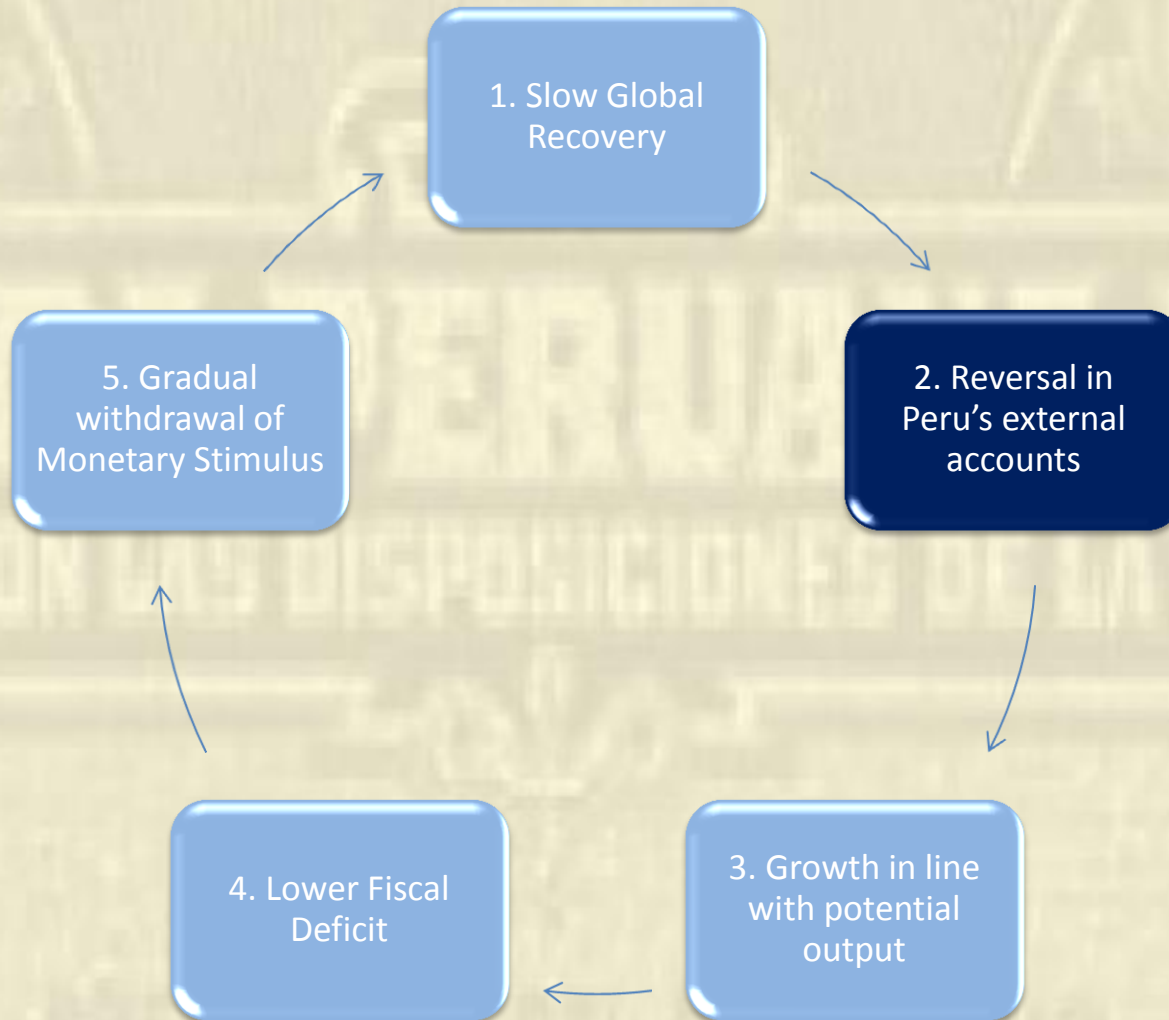 1. Slow Global
Recovery
2. Reversal in
Peru’s external
accounts
3. Growth in line
with potential
output
4. Lower Fiscal
Deficit
5. Gradual
withdrawal of
Monetary Stimulus